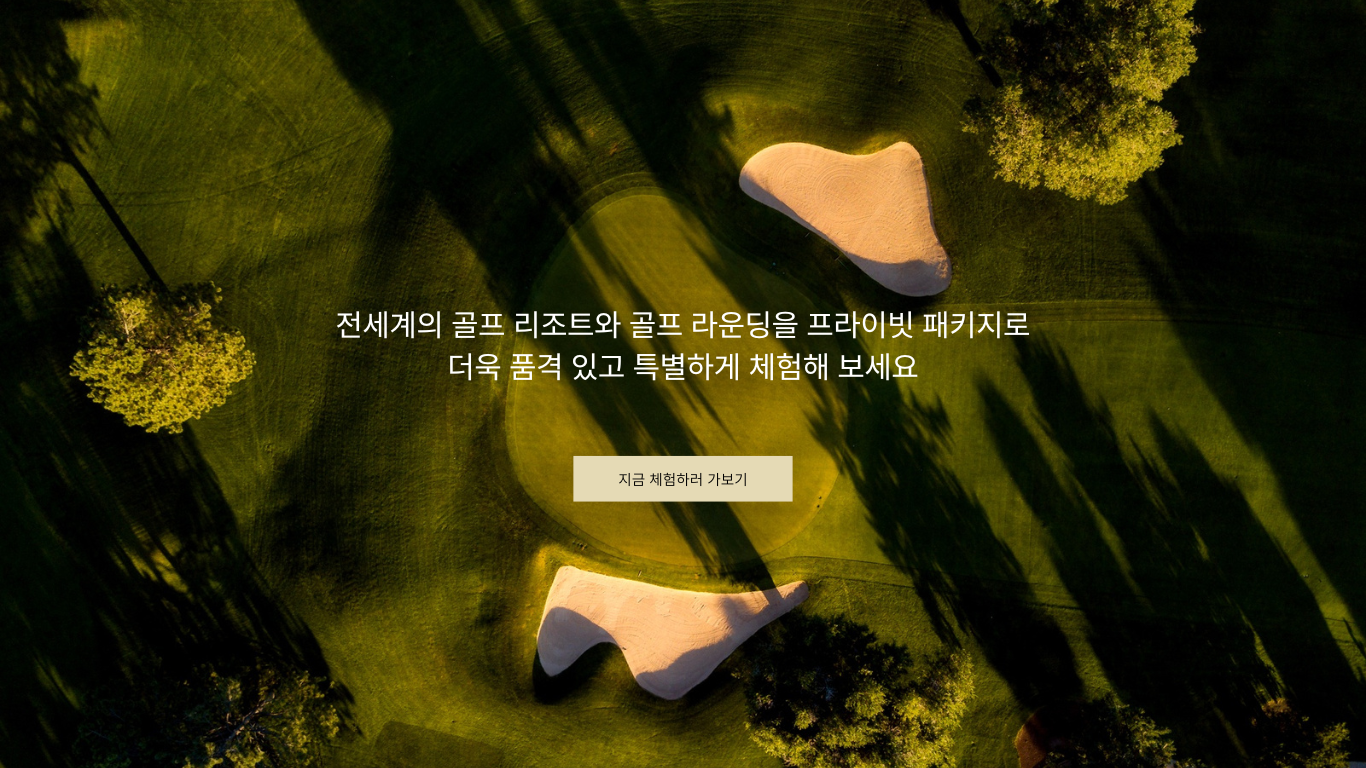 전세계의 골프 리조트와 골프 라운딩을 프라이빗 패키지로
더욱 품격 있고 특별하게 체험해 보세요
지금 체험하러 가보기